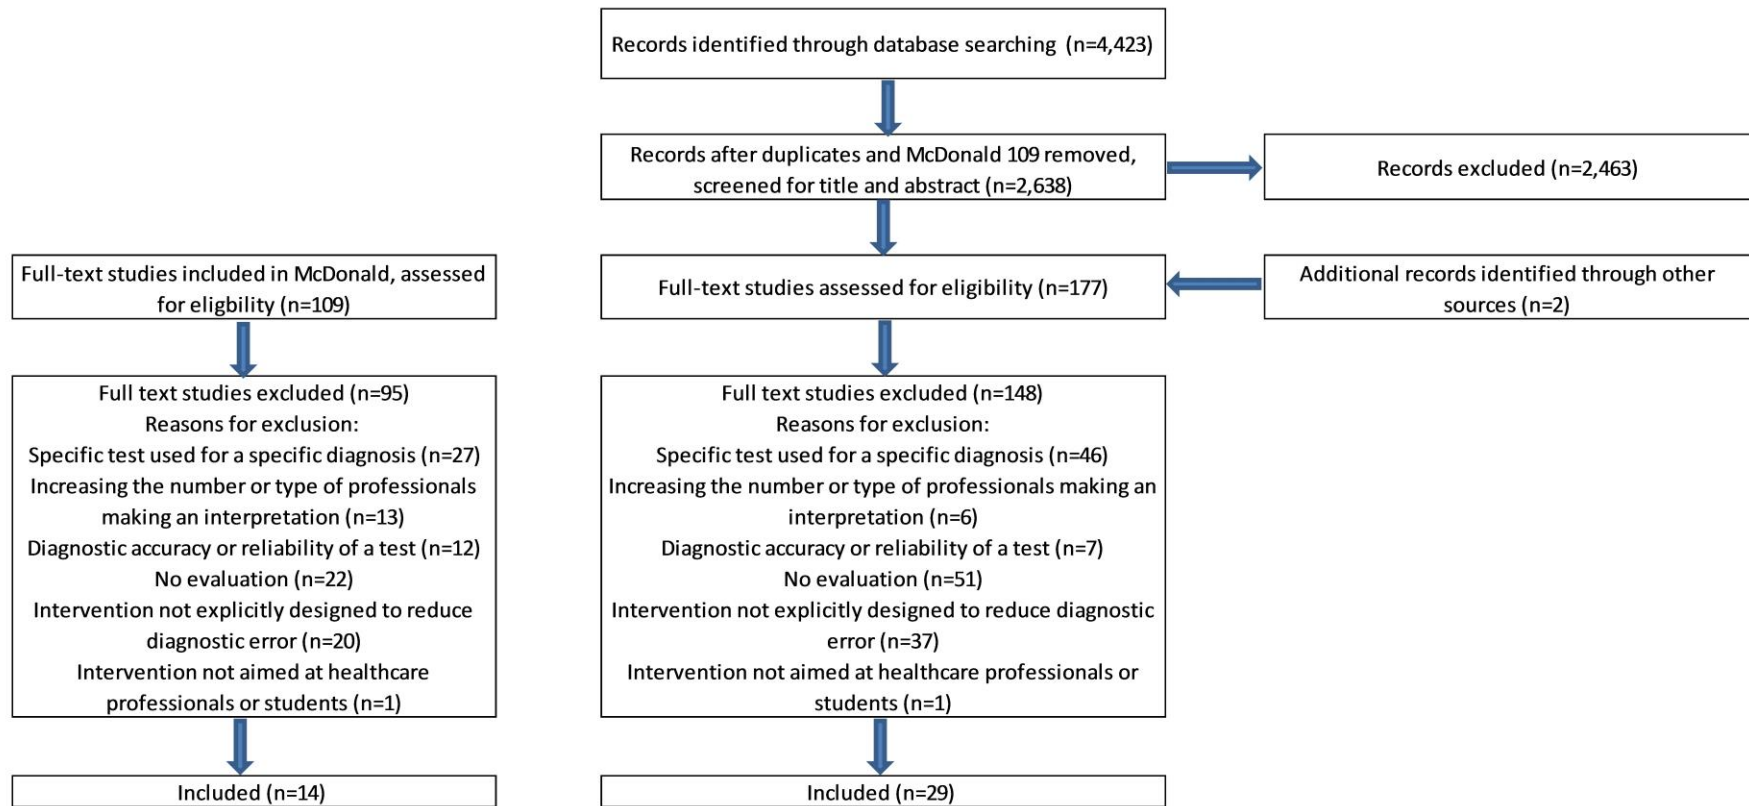 Records identified through database searching (n=4,423)
Records after duplicates and McDonald 109 removed,
screened for title and abstract (n=2,638)
Records excluded (n=2,463)
Full-text studies included in McDonald, assessed
for eligbility (n=109)
Full-text studies assessed for eligibility (n=177)
Additional records identified through other
sources (n=2)
Full text studies excluded (n=95)
Reasons for exclusion:
Specific test used for a specific diagnosis (n=27)
Increasing the number or type of professionals
making an interpretation (n=13)
Diagnostic accuracy or reliability of a test (n=12)
No evaluation (n=22)
Intervention not explicitly designed to reduce
diagnostic error (n=20)
Intervention not aimed at healthcare
professionals or students (n=1)
Full text studies excluded (n=148)
Reasons for exclusion:
Specific test used for a specific diagnosis (n=46)
Increasing the number or type of professionals making an
interpretation (n=6)
Diagnostic accuracy or reliability of a test (n=7)
No evaluation (n=51)
Intervention not explicitly designed to reduce diagnostic
error (n=37)
Intervention not aimed at healthcare professionals or
students (n=1)
Included (n=14)
Included (n=29)